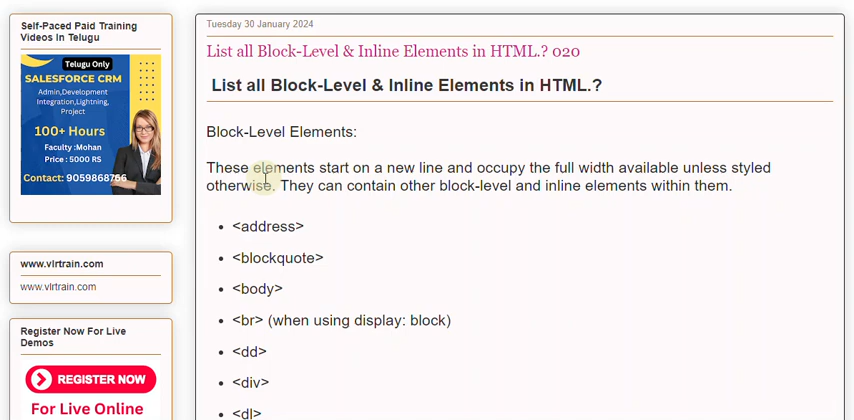 Self-Paced Paid Training
Videos In Telugu
Telugu Only
SALESFORCE CRM
Admin,Development
Integration,Lightning,
Project
100+ Hours
Faculty :Mohan
Price : 5000 RS
Contact: 9059868766
www.vlrtrain.com
www.vlrtrain.com
Register Now For Live
Demos
REGISTER NOW
For Live Online
Tuesday 30 January 2024
List all Block-Level & Inline Elements in HTML.? 020
List all Block-Level & Inline Elements in HTML.?
Block-Level Elements:
These elements start on a new line and occupy the full width available unless styled
otherwise. They can contain other block-level and inline elements within them.
• <address>
• <blockquote>
• <body>
• <br> (when using display: block)
• <dd>
• <div>
• <dl>